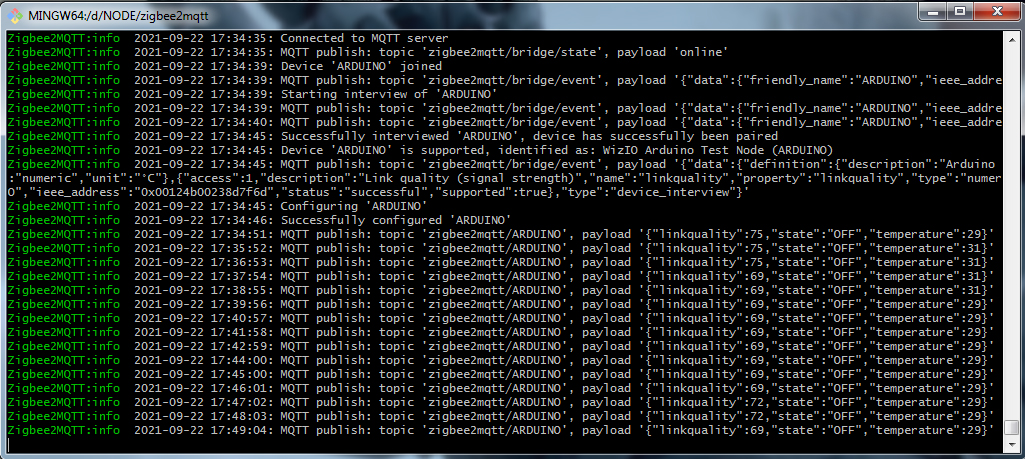 MINGW64:/d/NODE/zigbee2mqtt
Zigbee2MQTT:info  2021-09-22 17:34:35: Connected to MQTT server
Zigbee2MQTT:info  2021-09-22 17:34:35: MQTT publish: topic 'zigbee2mqtt/bridge/state', payload 'online'
Zigbee2MQTT:info  2021-09-22 17:34:39: Device 'ARDUINO' joined
Zigbee2MQTT:info  2021-09-22 17:34:39: MQTT publish: topic 'zigbee2mqtt/bridge/event', payload '{"data":{"friendly_name":"ARDUINO","ieee_addre
Zigbee2MQTT:info  2021-09-22 17:34:39: Starting interview of 'ARDUINO'
Zigbee2MQTT:info  2021-09-22 17:34:39: MQTT publish: topic 'zigbee2mqtt/bridge/event', payload '{"data":{"friendly_name":"ARDUINO","ieee_addre
Zigbee2MQTT:info  2021-09-22 17:34:40: MQTT publish: topic 'zigbee2mqtt/bridge/event', payload '{"data":{"friendly_name":"ARDUINO","ieee_addre
Zigbee2MQTT:info  2021-09-22 17:34:45: Successfully interviewed 'ARDUINO', device has successfully been paired
Zigbee2MQTT:info  2021-09-22 17:34:45: Device 'ARDUINO' is supported, identified as: WizIO Arduino Test Node (ARDUINO)
Zigbee2MQTT:info  2021-09-22 17:34:45: MQTT publish: topic 'zigbee2mqtt/bridge/event', payload '{"data":{"definition":{"description":"Arduino
:"numeric","unit":"°C"},{"access":1,"description":"Link quality (signal strength)","name":"linkquality","property":"linkquality","type":"numer
0","ieee_address":"0x00124b00238d7f6d","status":"successful","supported":true},"type":"device_interview"}'
Zigbee2MQTT:info  2021-09-22 17:34:45: Configuring 'ARDUINO'
Zigbee2MQTT:info  2021-09-22 17:34:46: Successfully configured 'ARDUINO'
Zigbee2MQTT:info  2021-09-22 17:34:51: MQTT publish: topic 'zigbee2mqtt/ARDUINO', payload '{"linkquality":75,"state":"OFF","temperature":29}'
Zigbee2MQTT:info  2021-09-22 17:35:52: MQTT publish: topic 'zigbee2mqtt/ARDUINO', payload '{"linkquality":75,"state":"OFF","temperature":31}'
Zigbee2MQTT:info  2021-09-22 17:36:53: MQTT publish: topic 'zigbee2mqtt/ARDUINO', payload '{"linkquality":75,"state":"OFF","temperature":31}'
Zigbee2MQTT:info  2021-09-22 17:37:54: MQTT publish: topic 'zigbee2mqtt/ARDUINO', payload '{"linkquality":69,"state":"OFF","temperature":31}'
Zigbee2MQTT:info  2021-09-22 17:38:55: MQTT publish: topic 'zigbee2mqtt/ARDUINO', payload '{"linkquality":69,"state":"OFF","temperature":31}'
Zigbee2MQTT:info  2021-09-22 17:39:56: MQTT publish: topic 'zigbee2mqtt/ARDUINO', payload '{"linkquality":69,"state":"OFF","temperature":29}'
Zigbee2MQTT:info  2021-09-22 17:40:57: MQTT publish: topic 'zigbee2mqtt/ARDUINO', payload '{"linkquality":69,"state":"OFF","temperature":29}'
Zigbee2MQTT:info  2021-09-22 17:41:58: MQTT publish: topic 'zigbee2mqtt/ARDUINO', payload '{"linkquality":69,"state":"OFF","temperature":29}'
Zigbee2MQTT:info  2021-09-22 17:42:59: MQTT publish: topic 'zigbee2mqtt/ARDUINO', payload '{"linkquality":69,"state":"OFF","temperature":29}'
Zigbee2MQTT:info  2021-09-22 17:44:00: MQTT publish: topic 'zigbee2mqtt/ARDUINO', payload '{"linkquality":69,"state":"OFF","temperature":29}'
Zigbee2MQTT:info  2021-09-22 17:45:00: MQTT publish: topic 'zigbee2mqtt/ARDUINO', payload '{"linkquality":69,"state":"OFF","temperature":29}'
Zigbee2MQTT:info  2021-09-22 17:46:01: MQTT publish: topic 'zigbee2mqtt/ARDUINO', payload '{"linkquality":69,"state":"OFF","temperature":29}'
Zigbee2MQTT:info  2021-09-22 17:47:02: MQTT publish: topic 'zigbee2mqtt/ARDUINO', payload '{"linkquality":72,"state":"OFF","temperature":29}'
Zigbee2MQTT:info  2021-09-22 17:48:03: MQTT publish: topic 'zigbee2mqtt/ARDUINO', payload '{"linkquality":72,"state":"OFF","temperature":29}'
Zigbee2MQTT:info  2021-09-22 17:49:04: MQTT publish: topic 'zigbee2mqtt/ARDUINO', payload '{"linkquality":69,"state":"OFF","temperature":29}'